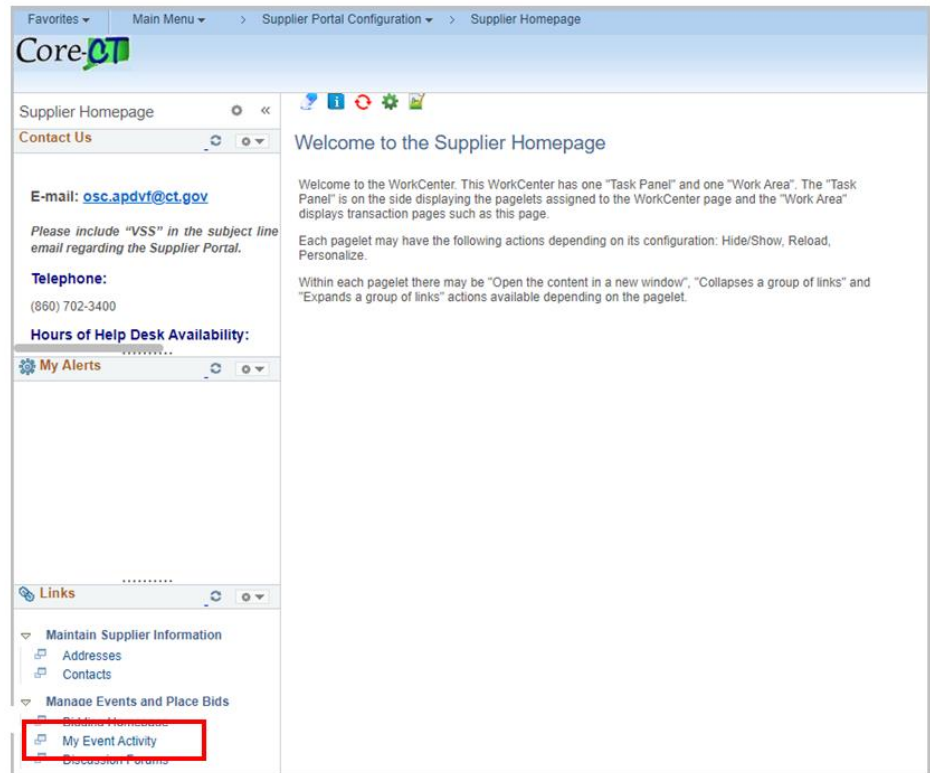 Favorites Main Menu > Supplier Portal Configuration > Supplier Homepage
Core-CT
Supplier Homepage «
Contact Us
E-mail: osc.apdvf@ct.gov
Please include “VSS” in the subject line
email regarding the Supplier Portal.
Telephone:
(860) 702-3400
Hours of Help Desk Availability:
My Alerts
Links
Maintain Supplier Information
Addresses
Contacts
Manage Events and Place Bids
Bidding Homepage
My Event Activity
Discussion Forums
Welcome to the Supplier Homepage
Welcome to the WorkCenter. This WorkCenter has one "Task Panel" and one "Work Area". The "Task
Panel" is on the side displaying the pagelets assigned to the WorkCenter page and the "Work Area"
displays transaction pages such as this page.
Each pagelet may have the following actions depending on its configuration: Hide/Show, Reload,
Personalize.
Within each pagelet there may be "Open the content in a new window", "Collapses a group of links" and
"Expands a group of links" actions available depending on the pagelet.